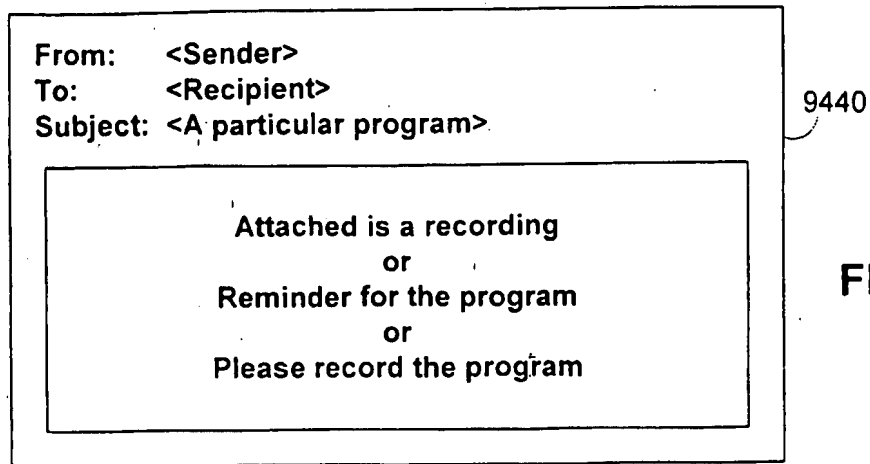 From: <Sender>
To: <Recipient>
Subject: <A particular program>
9440
Attached is a recording
or
Reminder for the program
or
Please record the program